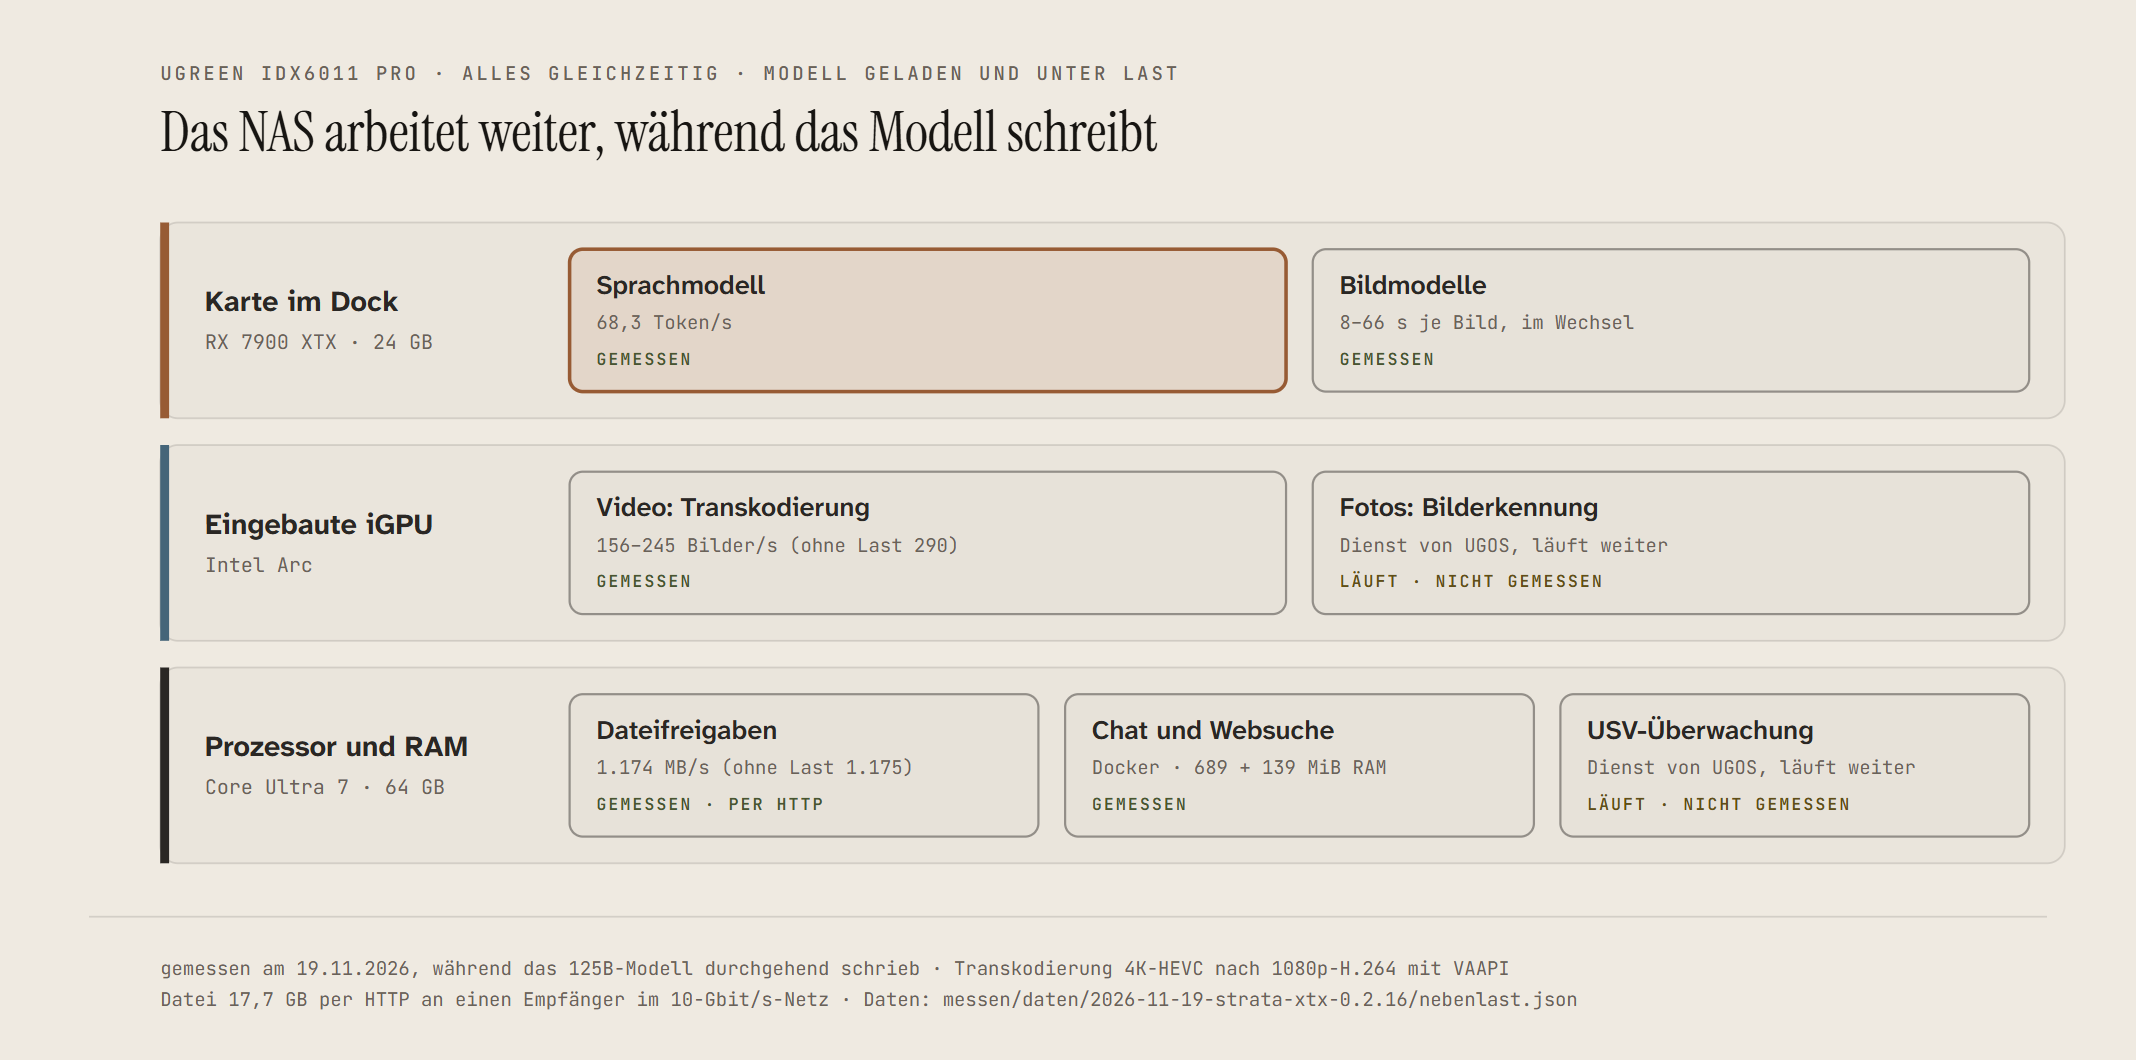 UGREEN IDX6011 PRO · ALLES GLEICHZEITIG · MODELL GELADEN UND UNTER LAST
Das NAS arbeitet weiter, während das Modell schreibt
Karte im Dock
RX 7900 XTX · 24 GB
Sprachmodell
68,3 Token/s
GEMESSEN
Bildmodelle
8–66 s je Bild, im Wechsel
GEMESSEN
Eingebaute iGPU
Intel Arc
Video: Transkodierung
156–245 Bilder/s (ohne Last 290)
GEMESSEN
Fotos: Bilderkennung
Dienst von UGOS, läuft weiter
LÄUFT · NICHT GEMESSEN
Prozessor und RAM
Core Ultra 7 · 64 GB
Dateifreigaben
1.174 MB/s (ohne Last 1.175)
GEMESSEN · PER HTTP
Chat und Websuche
Docker · 689 + 139 MiB RAM
GEMESSEN
USV-Überwachung
Dienst von UGOS, läuft weiter
LÄUFT · NICHT GEMESSEN
gemessen am 19.11.2026, während das 125B-Modell durchgehend schrieb · Transkodierung 4K-HEVC nach 1080p-H.264 mit VAAPI
Datei 17,7 GB per HTTP an einen Empfänger im 10-Gbit/s-Netz · Daten: messen/daten/2026-11-19-strata-xtx-0.2.16/nebenlast.json